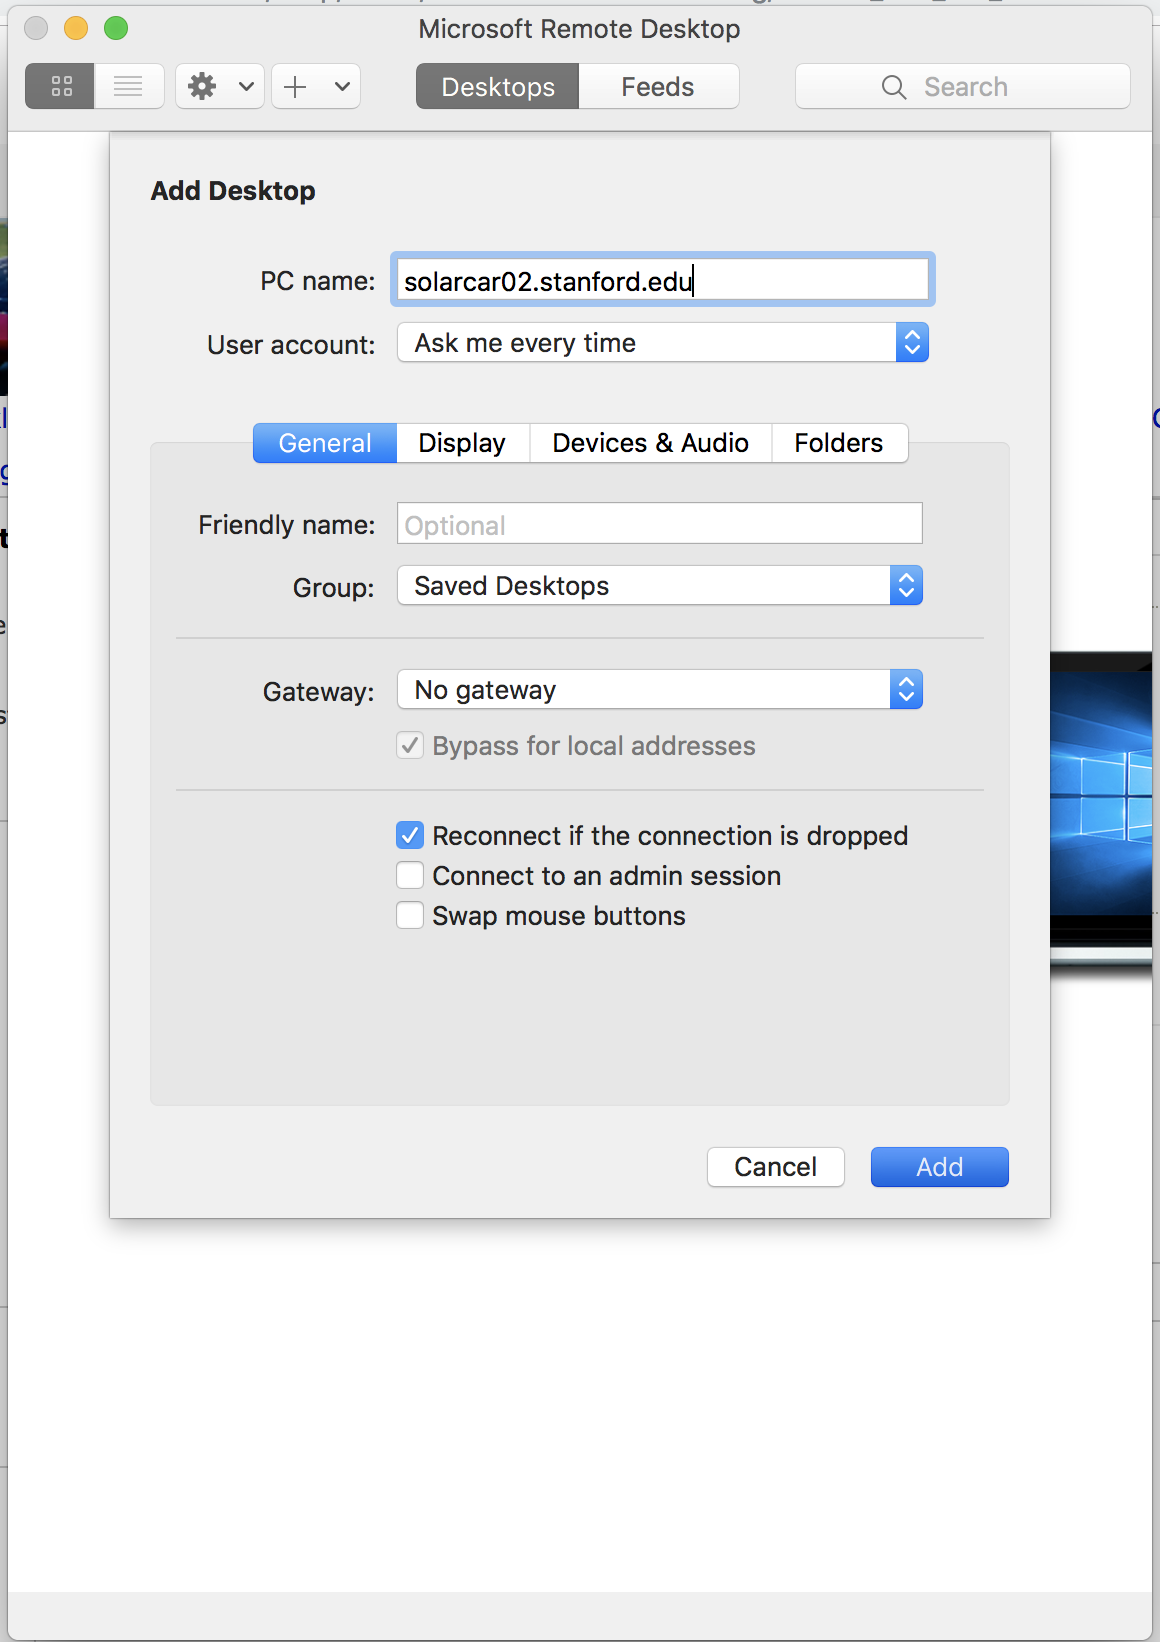 Microsoft Remote Desktop
Desktops Feeds Search
Add Desktop
PC name: solarcar02.stanford.edu
User account: Ask me every time
General Display Devices & Audio Folders
Friendly name: Optional
Group: Saved Desktops
Gateway: No gateway
Bypass for local addresses
Reconnect if the connection is dropped
Connect to an admin session
Swap mouse buttons
Cancel Add